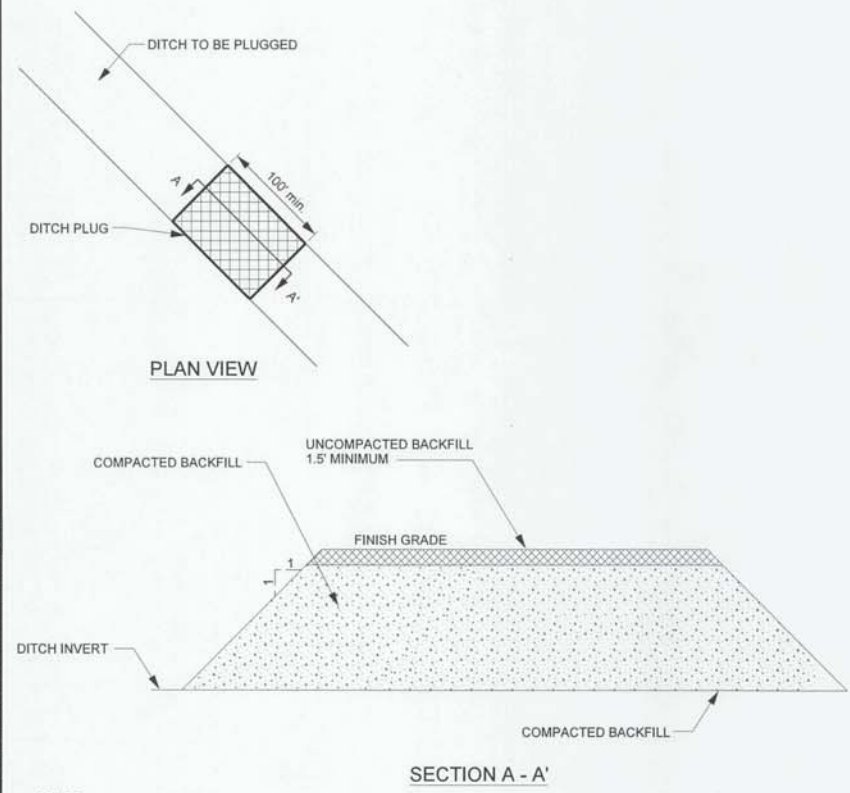 DITCH TO BE PLUGGED
A
100' min.
DITCH PLUG
A'
PLAN VIEW
UNCOMPACTED BACKFILL
1.5' MINIMUM
COMPACTED BACKFILL
FINISH GRADE
1
1
DITCH INVERT
COMPACTED BACKFILL
SECTION A - A'